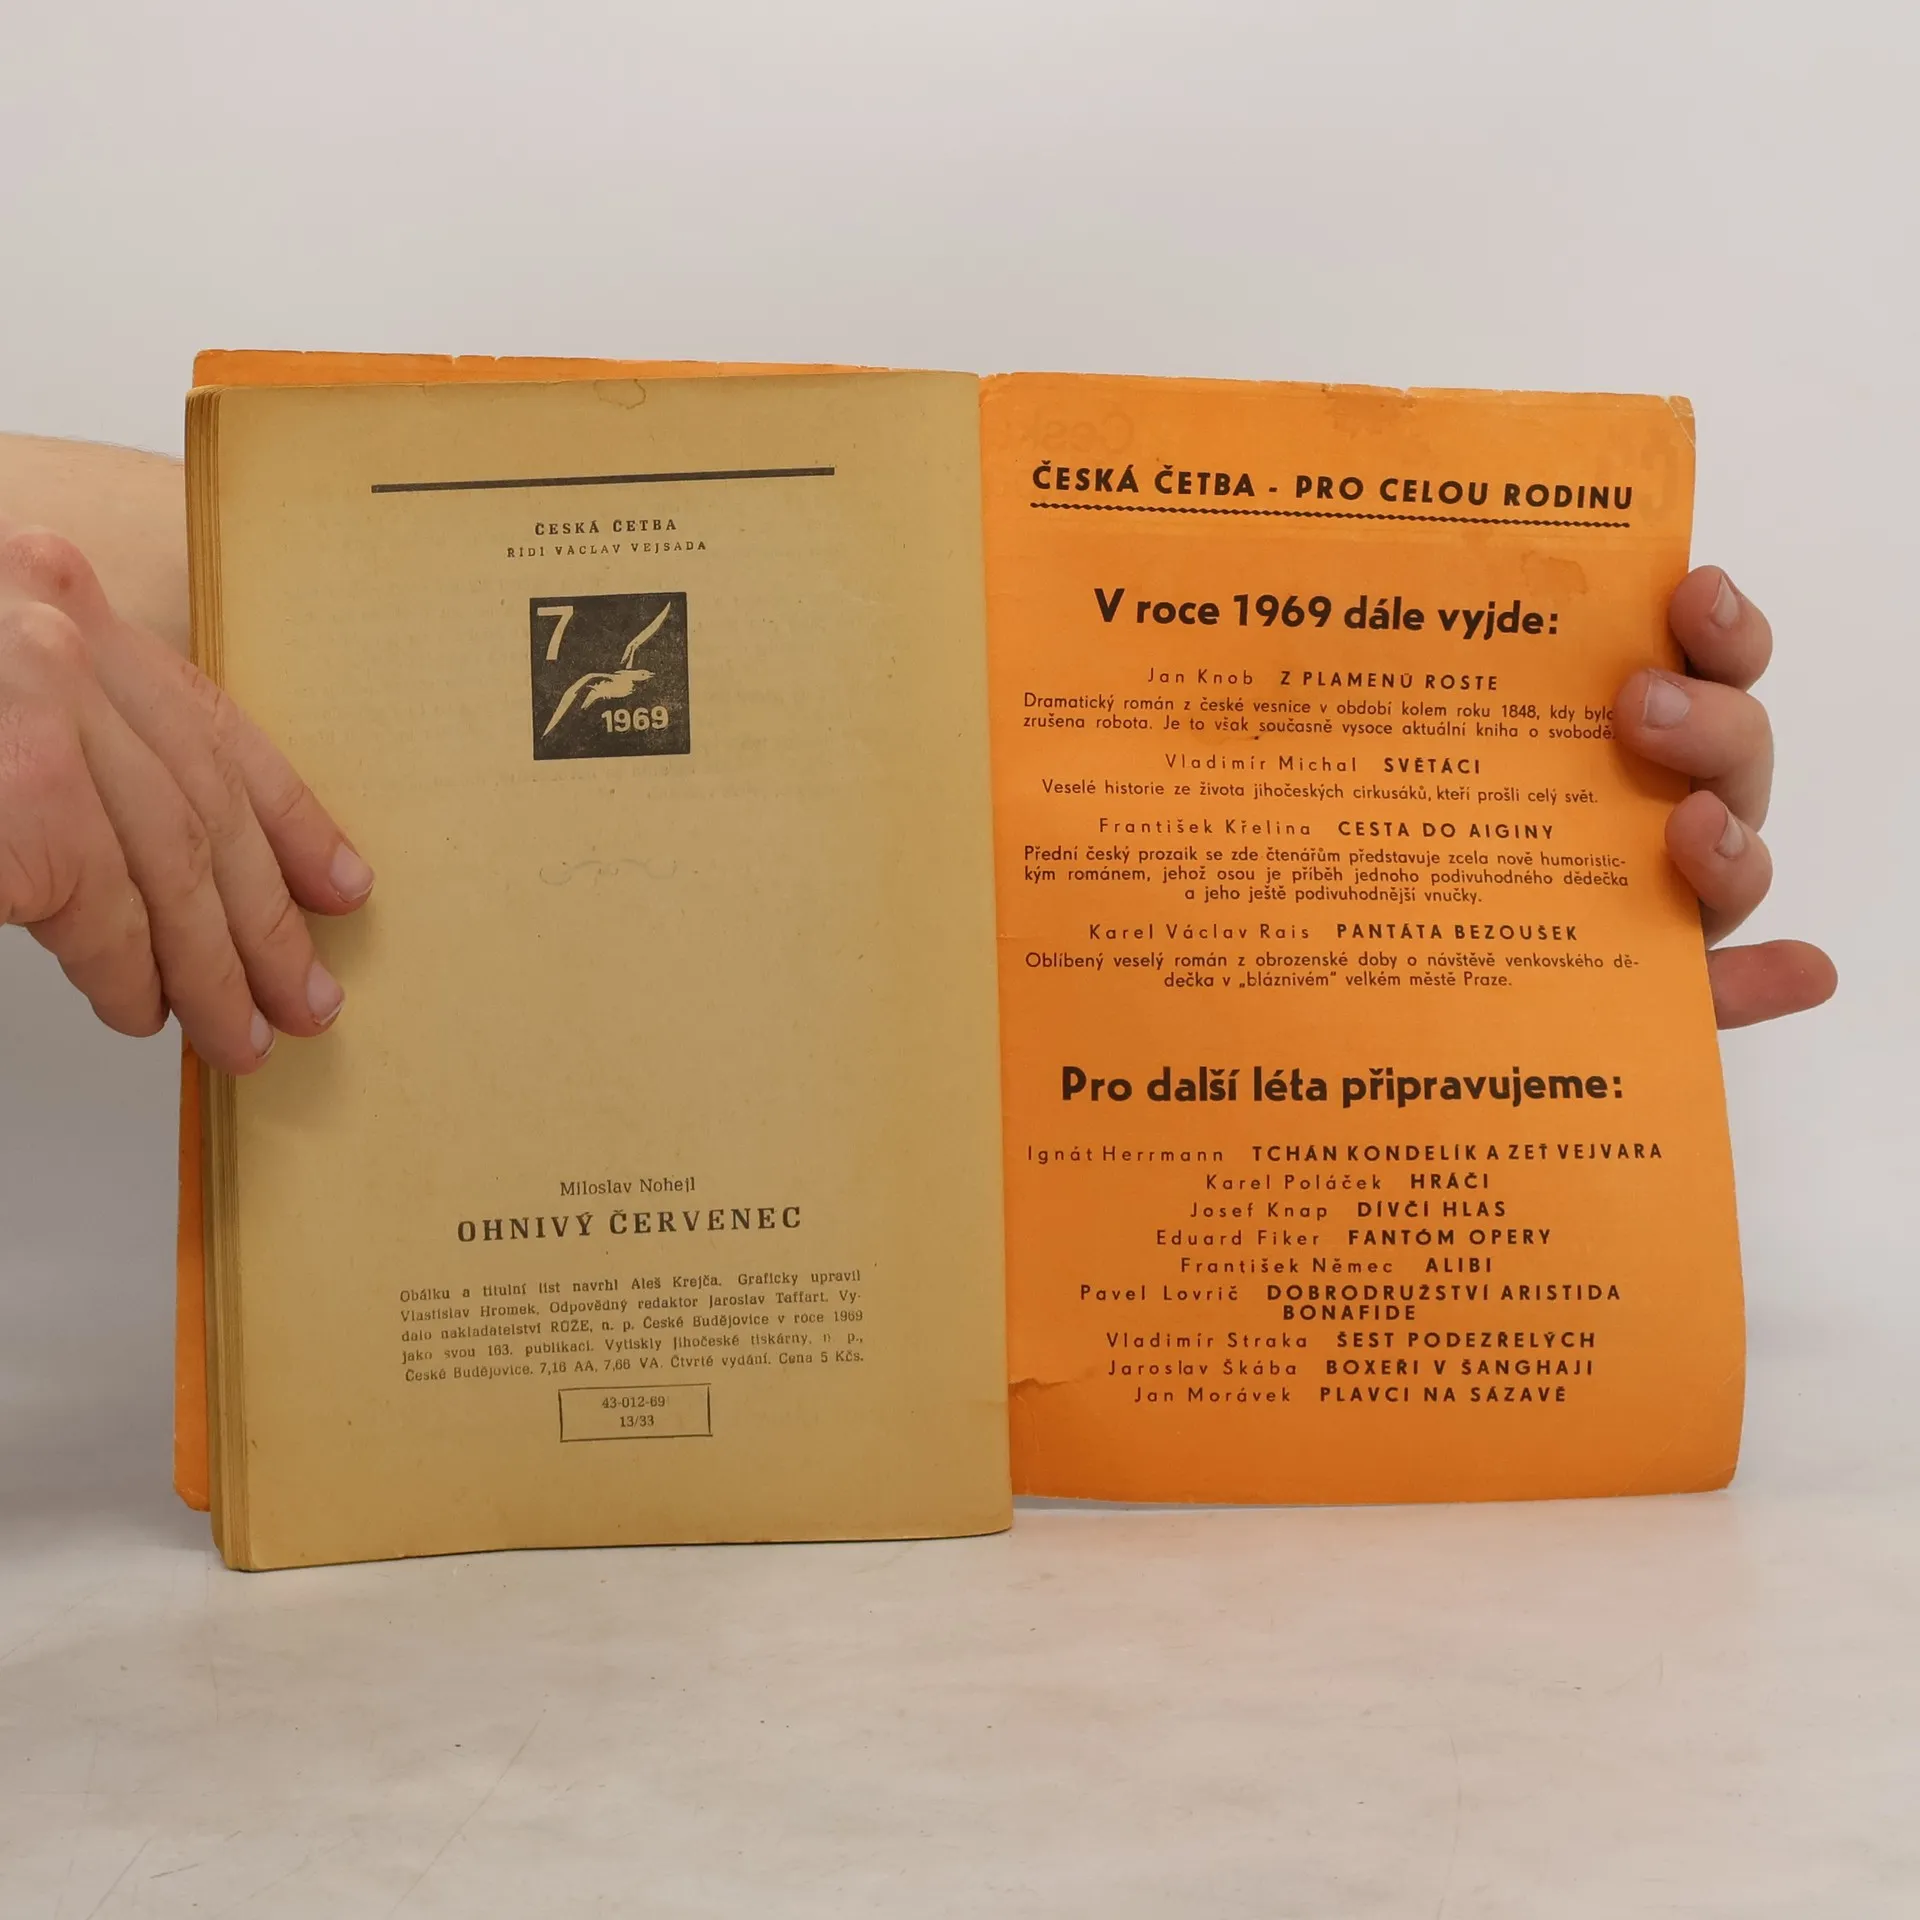 ČESKÁ ČETBA
ŘÍDÍ VÁCLAV VEJSADA
7
1969
Miloslav Nohejl
OHNIVÝ ČERVENEC
Obálku a titulní list navrhl Aleš Krejča. Graficky upravil
Vlastislav Hromek. Odpovědný redaktor Jaroslav Taffart. Vy-
dalo nakladatelství RŮŽE, n. p. České Budějovice v roce 1969
jako svou 163. publikaci. Vytiskly Jihočeské tiskárny, n. p.,
České Budějovice. 7,16 AA, 7,66 VA. Čtvrté vydání. Cena 5 Kčs.
43-012-69
13/33
ČESKÁ ČETBA - PRO CELOU RODINU
V roce 1969 dále vyjde:
Jan Knob Z PLAMENŮ ROSTE
Dramatický román z české vesnice v období kolem roku 1848, kdy byla
zrušena robota. Je to však současně vysoce aktuální kniha o svobodě.
Vladimír Michal SVĚTÁCI
Veselé historie ze života jihočeských cirkusáků, kteří prošli celý svět.
František Křelina CESTA DO AIGINY
Přední český prozaik se zde čtenářům představuje zcela nově humoristic-
kým románem, jehož osou je příběh jednoho podivuhodného dědečka
a jeho ještě podivuhodnější vnučky.
Karel Václav Rais PANTÁTA BEZOUŠEK
Oblíbený veselý román z obrozenské doby o návštěvě venkovského dě-
dečka v „bláznivém" velkém městě Praze.
Pro další léta připravujeme:
Ignát Herrmann TCHÁN KONDELÍK A ZEŤ VEJVARA
Karel Poláček HRÁČI
Josef Knap DÍVČÍ HLAS
Eduard Fiker FANTÓM OPERY
František Němec ALIBI
Pavel Lovrič DOBRODRUŽSTVÍ ARISTIDA
BONAFIDE
Vladimír Straka ŠEST PODEZŘELÝCH
Jaroslav Škába BOXEŘI V ŠANGHAJI
Jan Morávek PLAVCI NA SÁZAVĚ